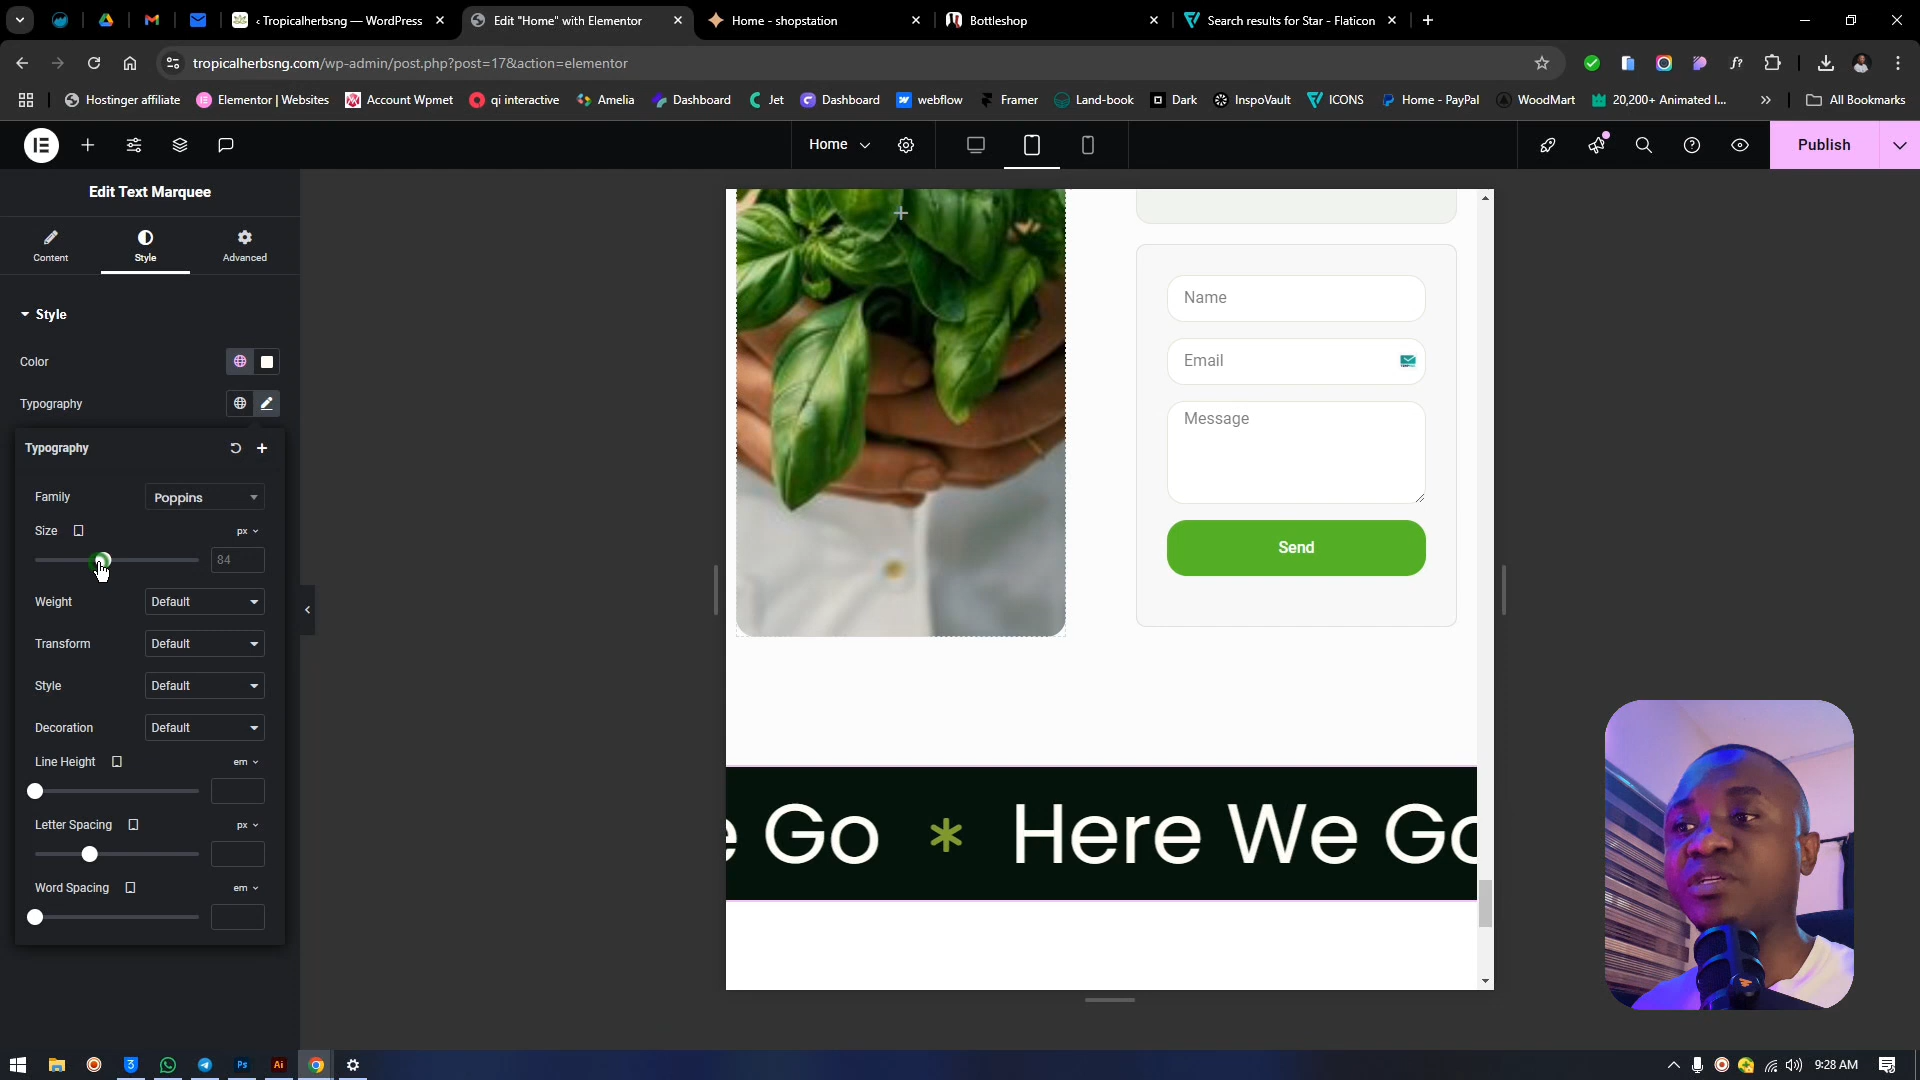 ‹ Tropicalherbsng — WordPress
Edit "Home" with Elementor
Home - shopstation
Bottleshop
Search results for Star - Flaticon
tropicalherbsng.com/wp-admin/post.php?post=17&action=elementor
Hostinger affiliate
Elementor | Websites
Account Wpmet
qi interactive
Amelia
Dashboard
Jet
Dashboard
webflow
Framer
Land-book
Dark
InspoVault
ICONS
Home - PayPal
WoodMart
20,200+ Animated I...
All Bookmarks
Home
Publish
Edit Text Marquee
Content
Style
Advanced
Style
Color
Typography
Typography
Family
Poppins
Size
px
84
Weight
Default
Transform
Default
Style
Default
Decoration
Default
Line Height
em
Letter Spacing
px
Word Spacing
em
Name
Email
Message
Send
e Go * Here We Go
Ps
Ai
9:28 AM